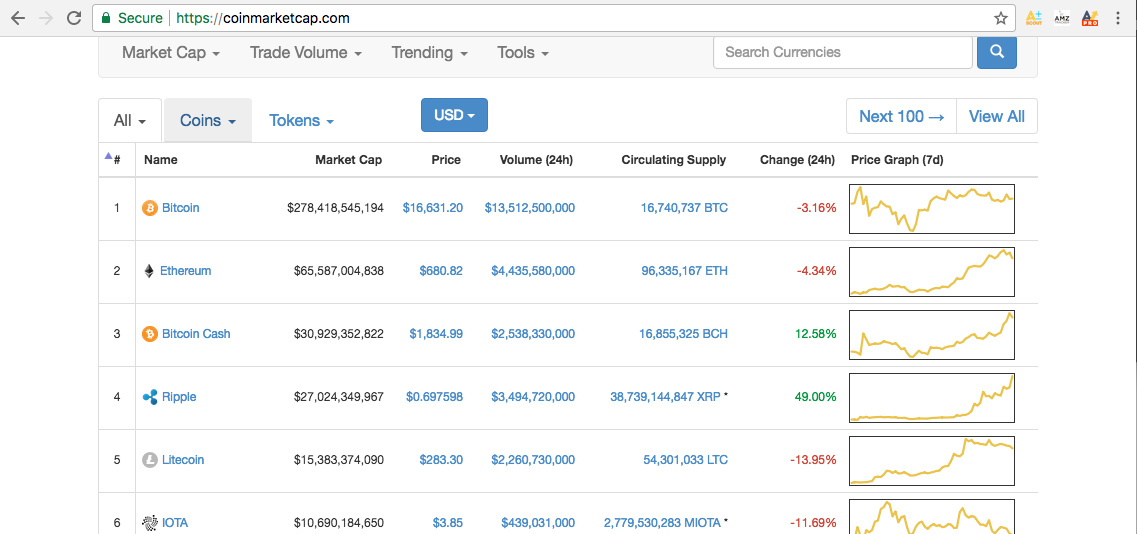 Secure https://coinmarketcap.com AMZ
Market Cap Trade Volume Trending Tools Search Currencies
All Coins Tokens USD Next 100 → View All
# Name Market Cap Price Volume (24h) Circulating Supply Change (24h) Price Graph (7d)
1 Bitcoin $278,418,545,194 $16,631.20 $13,512,500,000 16,740,737 BTC -3.16%
2 Ethereum $65,587,004,838 $680.82 $4,435,580,000 96,335,167 ETH -4.34%
3 Bitcoin Cash $30,929,352,822 $1,834.99 $2,538,330,000 16,855,325 BCH 12.58%
4 Ripple $27,024,349,967 $0.697598 $3,494,720,000 38,739,144,847 XRP * 49.00%
5 Litecoin $15,383,374,090 $283.30 $2,260,730,000 54,301,033 LTC -13.95%
6 IOTA $10,690,184,650 $3.85 $439,031,000 2,779,530,283 MIOTA * -11.69%